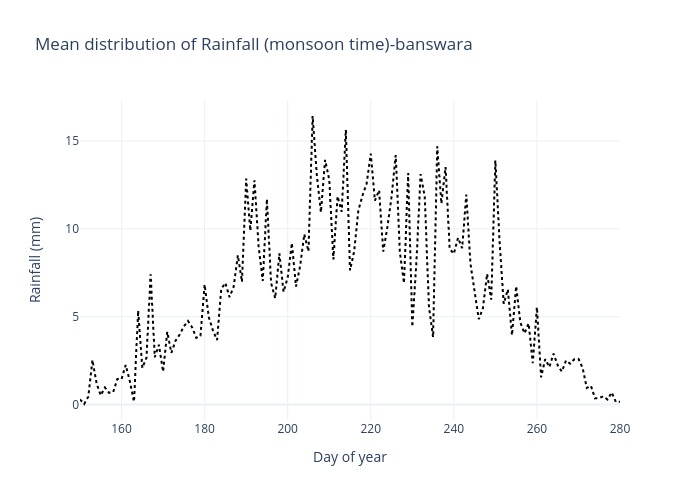 Mean distribution of Rainfall (monsoon time)-banswara
15
10
5
0
Rainfall (mm)
160 180 200 220 240 260 280
Day of year